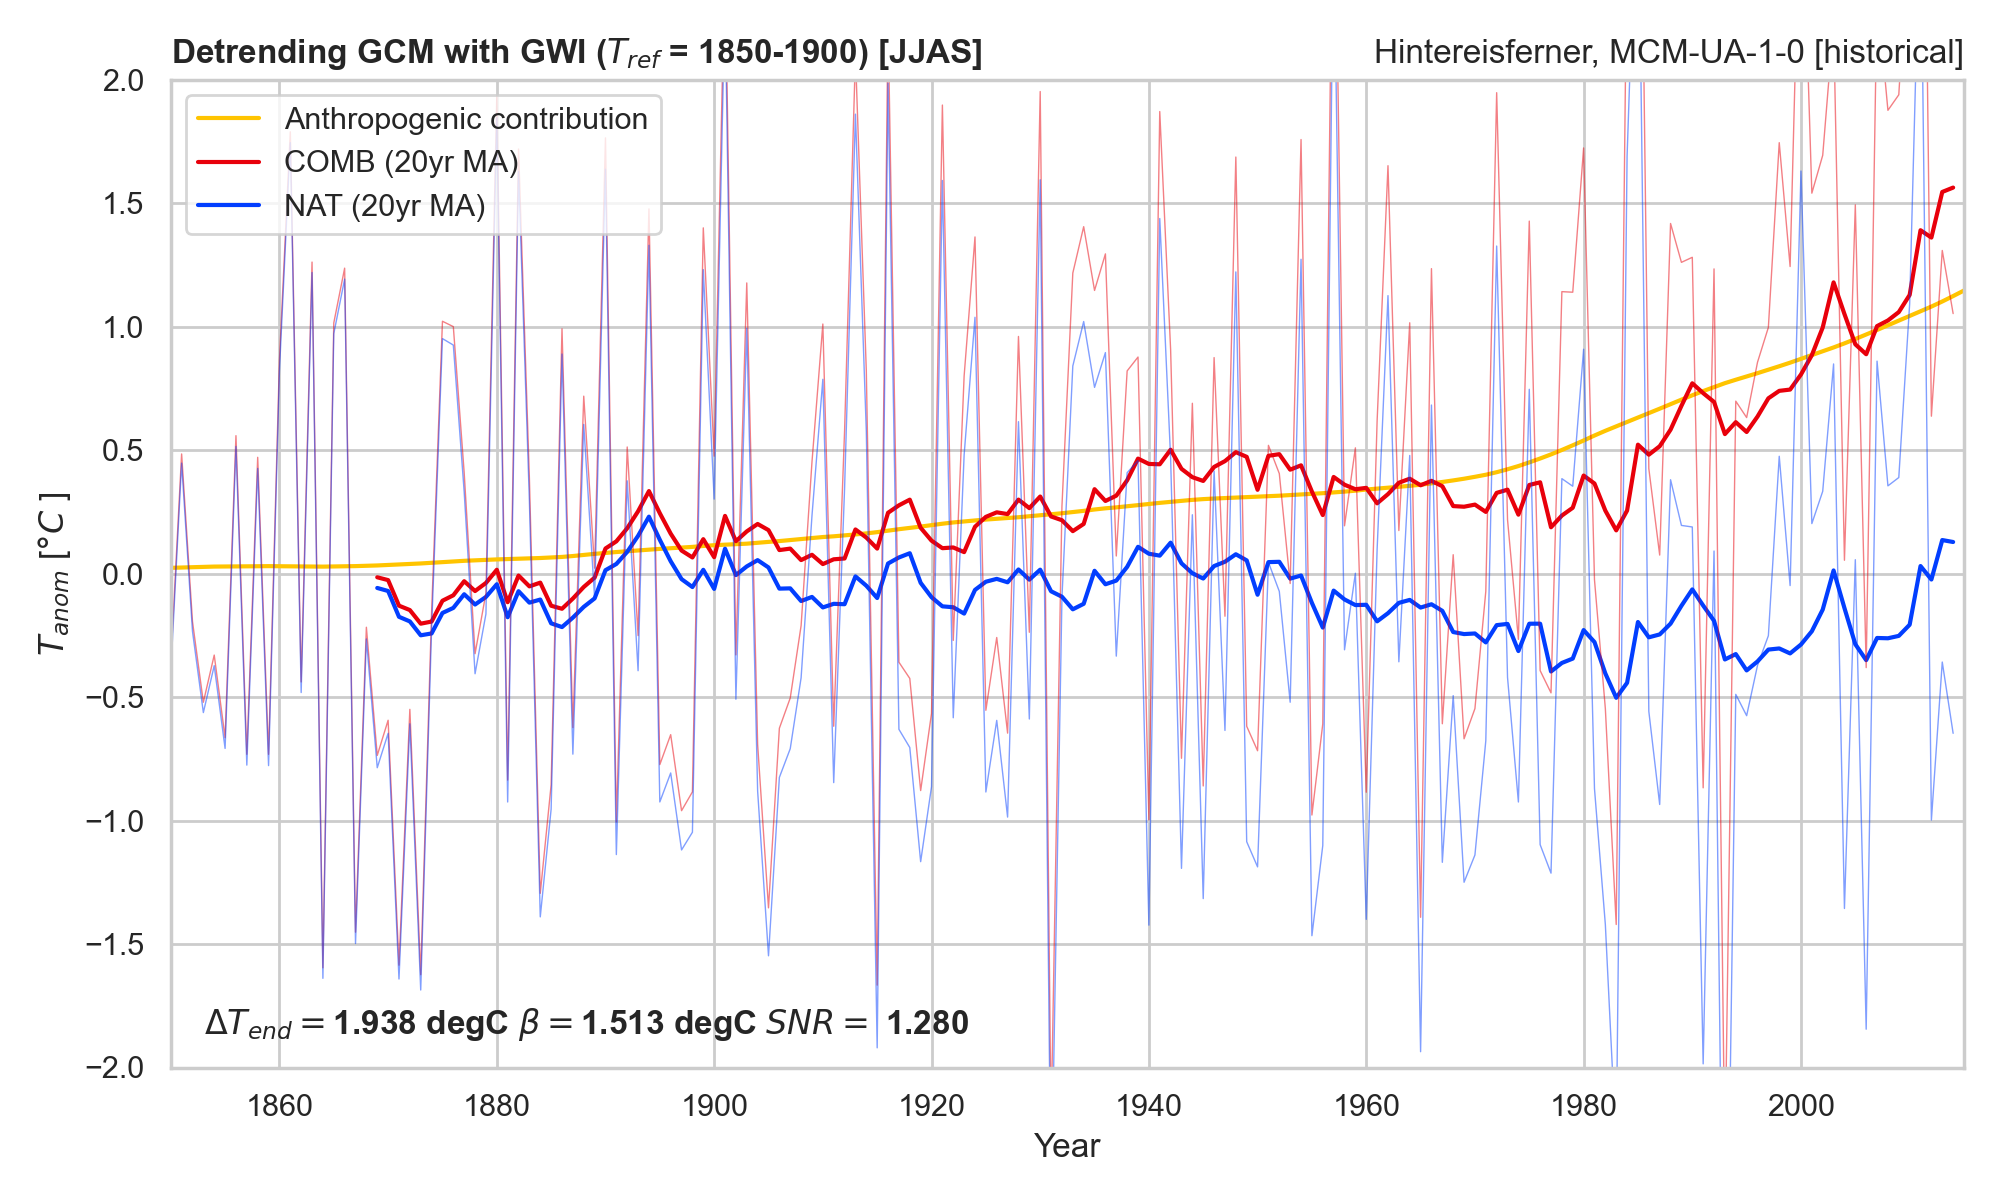 Detrending GCM with GWI (T_ref = 1850-1900) [JJAS]
Hintereisferner, MCM-UA-1-0 [historical]
Anthropogenic contribution
COMB (20yr MA)
NAT (20yr MA)
2.0
1.5
1.0
0.5
0.0
−0.5
−1.0
−1.5
−2.0
T_anom [°C ]
ΔT_end = 1.938 degC β = 1.513 degC SNR = 1.280
1860 1880 1900 1920 1940 1960 1980 2000
Year